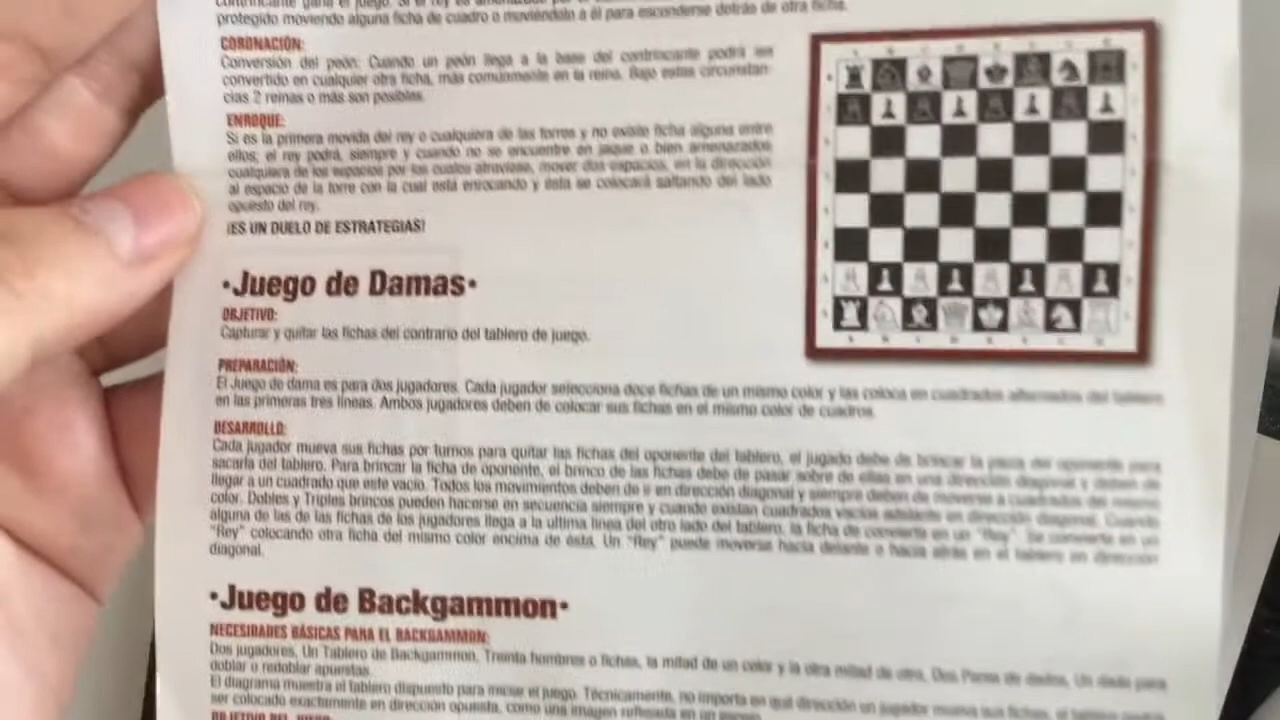 contrincante gana el juego. Si el rey es amenazado por el
protegido moviendo alguna ficha de cuadro o moviéndolo a él para esconderse detrás de otra ficha.
CORONACIÓN:
Conversión del peón: Cuando un peón llega a la base del contrincante podrá ser
convertido en cualquier otra ficha, más comunmente en la reina. Bajo estas circunstan-
cias 2 reinas o más son posibles.
ENROQUE:
Si es la primera movida del rey o cualquiera de las torres y no existe ficha alguna entre
ellos; el rey podrá, siempre y cuando no se encuentre en jaque o bien amenazados
cualquiera de los espacios por los cuales atraviese, mover dos espacios, en la dirección
al espacio de la torre con la cual está enrocando y ésta se colocará saltando del lado
opuesto del rey.
¡ES UN DUELO DE ESTRATEGIAS!
·Juego de Damas·
OBJETIVO:
Capturar y quitar las fichas del contrario del tablero de juego.
PREPARACIÓN:
El Juego de dama es para dos jugadores. Cada jugador selecciona doce fichas de un mismo color y las coloca en cuadrados alternados del tablero
en las primeras tres líneas. Ambos jugadores deben de colocar sus fichas en el mismo color de cuadros.
DESARROLLO:
Cada jugador mueva sus fichas por turnos para quitar las fichas del oponente del tablero, el jugado debe de brincar la pieza del oponente para
sacarla del tablero. Para brincar la ficha de oponente, el brinco de las fichas debe de pasar sobre de ellas en una dirección diagonal y deben de
llegar a un cuadrado que este vacío. Todos los movimientos deben de ir en dirección diagonal y siempre deben de moverse a cuadrados del mismo
color. Dobles y Triples brincos pueden hacerse en secuencia siempre y cuando existan cuadrados vacíos adelante en dirección diagonal. Cuando
alguna de las de las fichas de los jugadores llega a la ultima línea del otro lado del tablero, la ficha de convierte en un "Rey". Se convierte en un
"Rey" colocando otra ficha del mismo color encima de ésta. Un "Rey" puede moverse hacia delante o hacia atrás en el tablero en dirección
diagonal.
·Juego de Backgammon·
NECESIDADES BÁSICAS PARA EL BACKGAMMON:
Dos jugadores, Un Tablero de Backgammon, Treinta hombres o fichas, la mitad de un color y la otra mitad de otro, Dos Pares de dados, Un dado para
doblar o redoblar apuestas.
El diagrama muestra el tablero dispuesto para iniciar el juego. Técnicamente, no importa en qué dirección un jugador mueva sus fichas, el tablero
ser colocado exactamente en dirección opuesta, como una imagen reflejada en un espejo.
OBJETIVO DEL JUEGO: